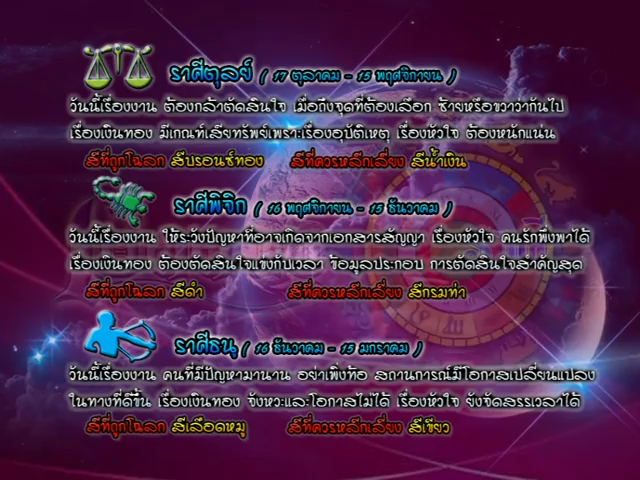 ราศีตุลย์ ( 17 ตุลาคม - 15 พฤศจิกายน )
วันนี้เรื่องงาน ต้องกล้าตัดสินใจ เมื่อถึงจุดที่ต้องเลือก ซ้ายหรือขวาว่ากันไป
เรื่องเงินทอง มีเกณฑ์เสียทรัพย์เพราะเรื่องอุบัติเหตุ เรื่องหัวใจ ต้องหนักแน่น
สีที่ถูกโฉลก สีบรอนซ์ทอง สีที่ควรหลีกเลี่ยง สีน้ำเงิน
ราศีพิจิก ( 16 พฤศจิกายน - 15 ธันวาคม )
วันนี้เรื่องงาน ให้ระวังปัญหาที่อาจเกิดจากเอกสารสัญญา เรื่องหัวใจ คนรักพึ่งพาได้
เรื่องเงินทอง ต้องตัดสินใจแข่งกับเวลา ข้อมูลประกอบ การตัดสินใจสำคัญสุด
สีที่ถูกโฉลก สีดำ สีที่ควรหลีกเลี่ยง สีกรมท่า
ราศีธนู ( 16 ธันวาคม - 15 มกราคม )
วันนี้เรื่องงาน คนที่มีปัญหามานาน อย่าเพิ่งท้อ สถานการณ์มีโอกาสเปลี่ยนแปลง
ในทางที่ดีขึ้น เรื่องเงินทอง จังหวะและโอกาสไม่ได้ เรื่องหัวใจ ยังจัดสรรเวลาได้
สีที่ถูกโฉลก สีเลือดหมู สีที่ควรหลีกเลี่ยง สีเขียว